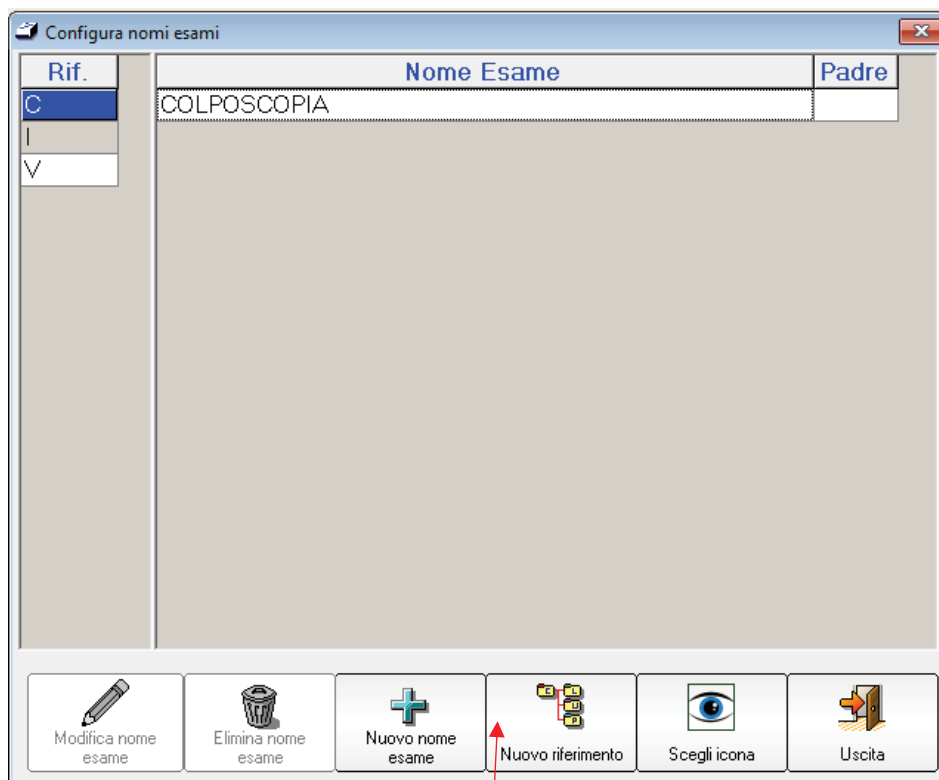 Configura nomi esami
Rif. Nome Esame Padre
C COLPOSCOPIA
I
V
Modifica nome esame
Elimina nome esame
Nuovo nome esame
Nuovo riferimento
Scegli icona
Uscita